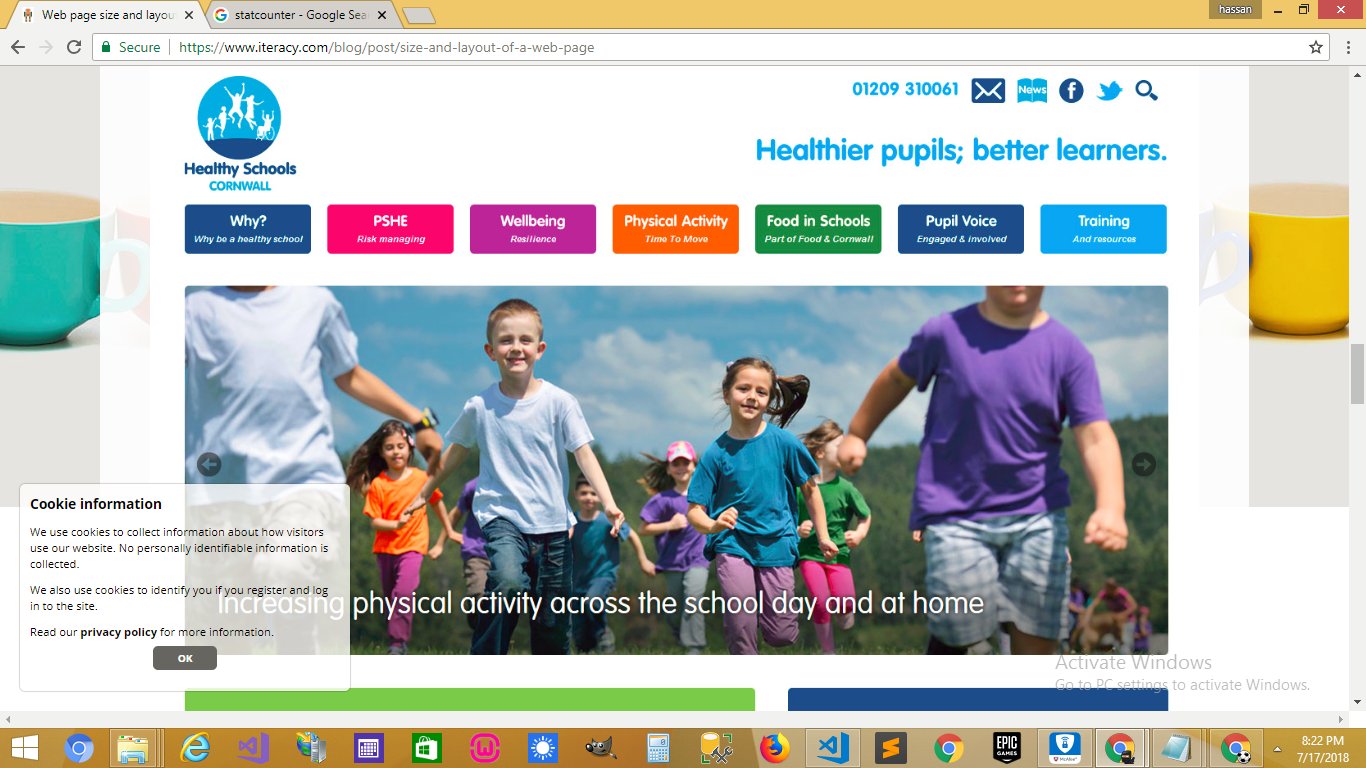 Web page size and layou
statcounter - Google Sea
hassan
Secure
https://www.iteracy.com/blog/post/size-and-layout-of-a-web-page
01209 310061
News
Healthy Schools
CORNWALL
Healthier pupils; better learners.
Why?
Why be a healthy school
PSHE
Risk managing
Wellbeing
Resilience
Physical Activity
Time To Move
Food in Schools
Part of Food & Cornwall
Pupil Voice
Engaged & involved
Training
And resources
Cookie information
We use cookies to collect information about how visitors
use our website. No personally identifiable information is
collected.
We also use cookies to identify you if you register and log
in to the site.
Read our privacy policy for more information.
OK
Increasing physical activity across the school day and at home
Activate Windows
Go to PC settings to activate Windows.
EPIC
GAMES
McAfee
8:22 PM
7/17/2018